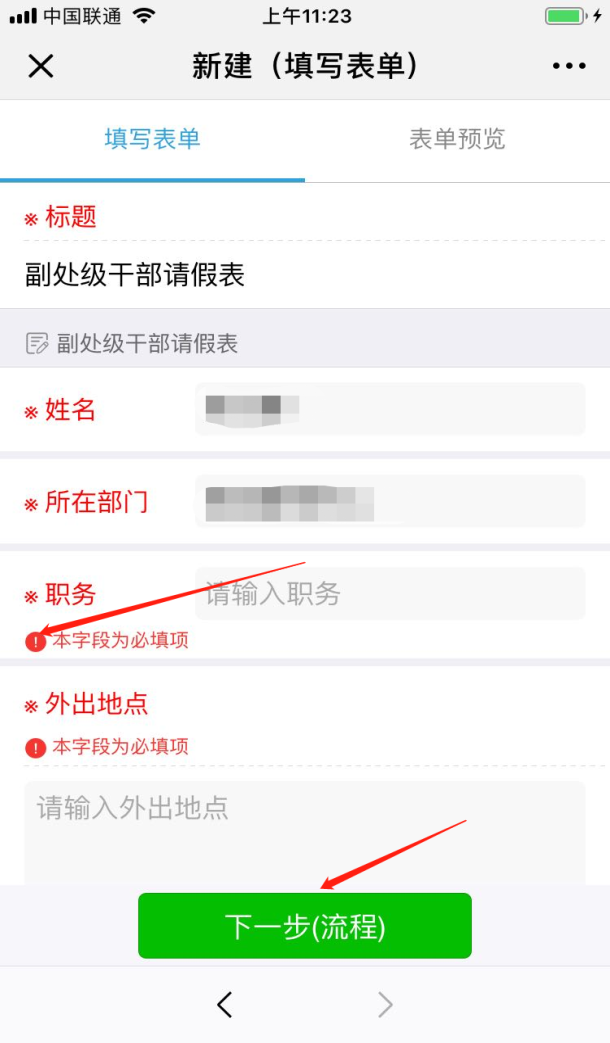 中国联通 上午11:23
新建（填写表单）
填写表单 表单预览
※ 标题
副处级干部请假表
副处级干部请假表
※ 姓名
※ 所在部门
※ 职务 请输入职务
! 本字段为必填项
※ 外出地点
! 本字段为必填项
请输入外出地点
下一步(流程)